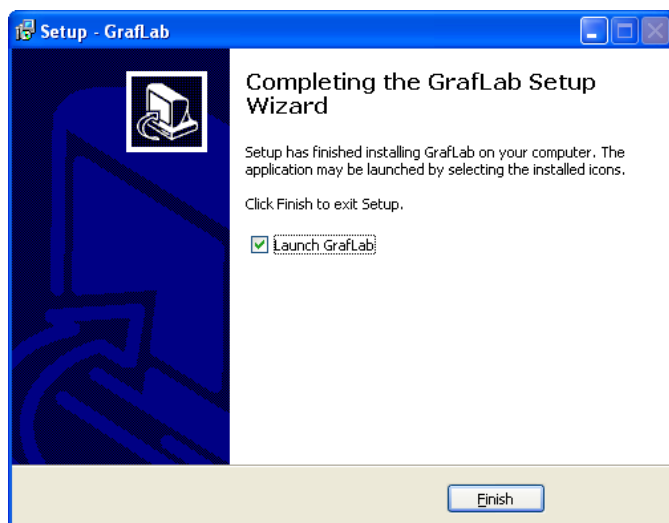 Setup - GrafLab
Completing the GrafLab Setup
Wizard
Setup has finished installing GrafLab on your computer. The
application may be launched by selecting the installed icons.
Click Finish to exit Setup.
Launch GrafLab
Finish